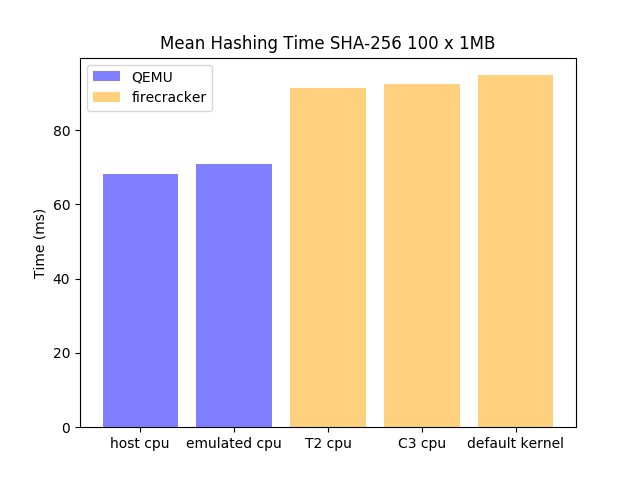 Mean Hashing Time SHA-256 100 x 1MB
QEMU
firecracker
Time (ms)
80
60
40
20
0
host cpu
emulated cpu
T2 cpu
C3 cpu
default kernel